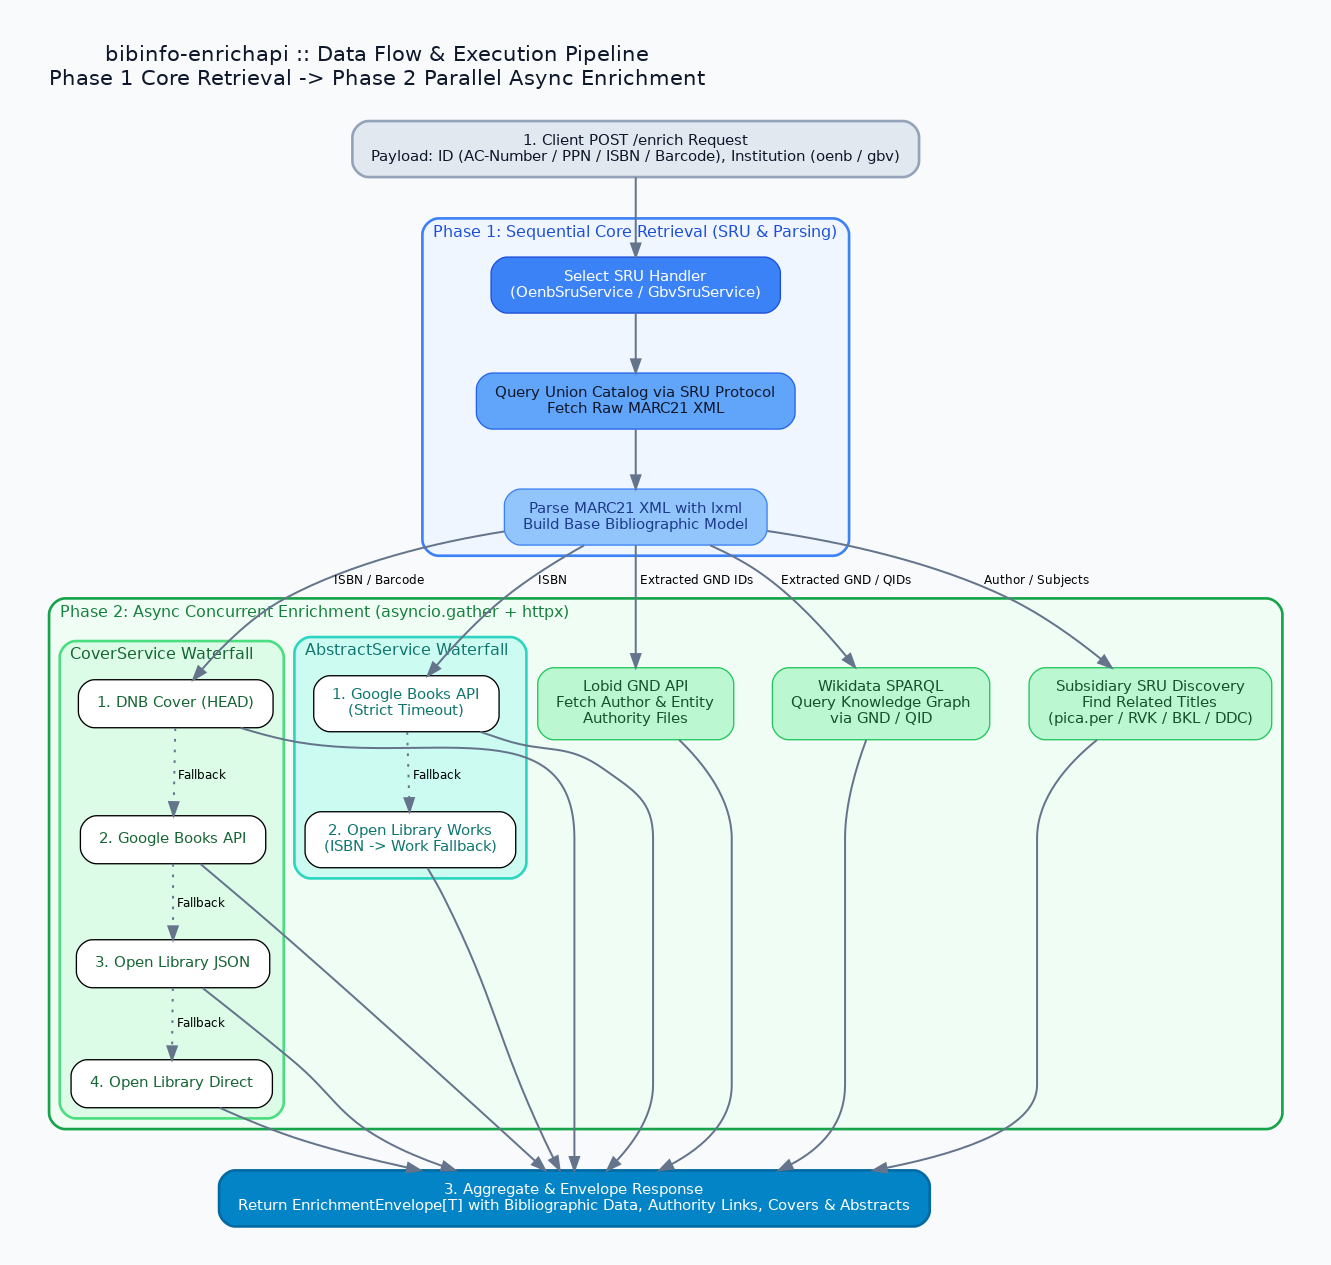 bibinfo-enrichapi :: Data Flow & Execution Pipeline
Phase 1 Core Retrieval -> Phase 2 Parallel Async Enrichment
1. Client POST /enrich Request
Payload: ID (AC-Number / PPN / ISBN / Barcode), Institution (oenb / gbv)
Phase 1: Sequential Core Retrieval (SRU & Parsing)
Select SRU Handler
(OenbSruService / GbvSruService)
Query Union Catalog via SRU Protocol
Fetch Raw MARC21 XML
Parse MARC21 XML with lxml
Build Base Bibliographic Model
ISBN / Barcode
ISBN
Extracted GND IDs
Extracted GND / QIDs
Author / Subjects
Phase 2: Async Concurrent Enrichment (asyncio.gather + httpx)
CoverService Waterfall
1. DNB Cover (HEAD)
Fallback
2. Google Books API
Fallback
3. Open Library JSON
Fallback
4. Open Library Direct
AbstractService Waterfall
1. Google Books API
(Strict Timeout)
Fallback
2. Open Library Works
(ISBN -> Work Fallback)
Lobid GND API
Fetch Author & Entity
Authority Files
Wikidata SPARQL
Query Knowledge Graph
via GND / QID
Subsidiary SRU Discovery
Find Related Titles
(pica.per / RVK / BKL / DDC)
3. Aggregate & Envelope Response
Return EnrichmentEnvelope[T] with Bibliographic Data, Authority Links, Covers & Abstracts